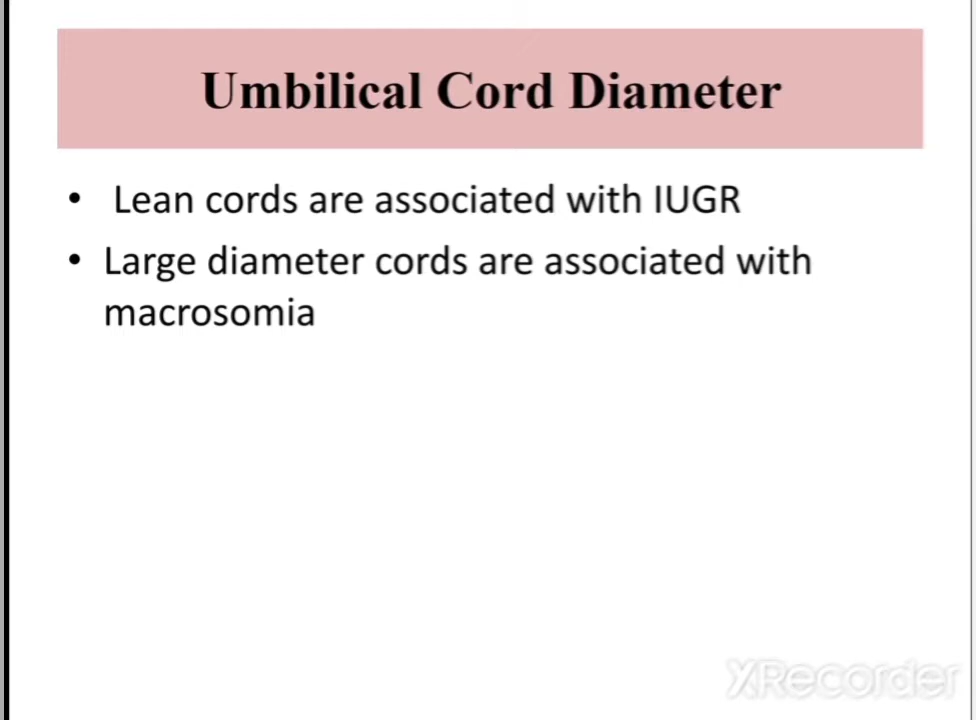 Umbilical Cord Diameter
• Lean cords are associated with IUGR
• Large diameter cords are associated with
macrosomia
XRecorder